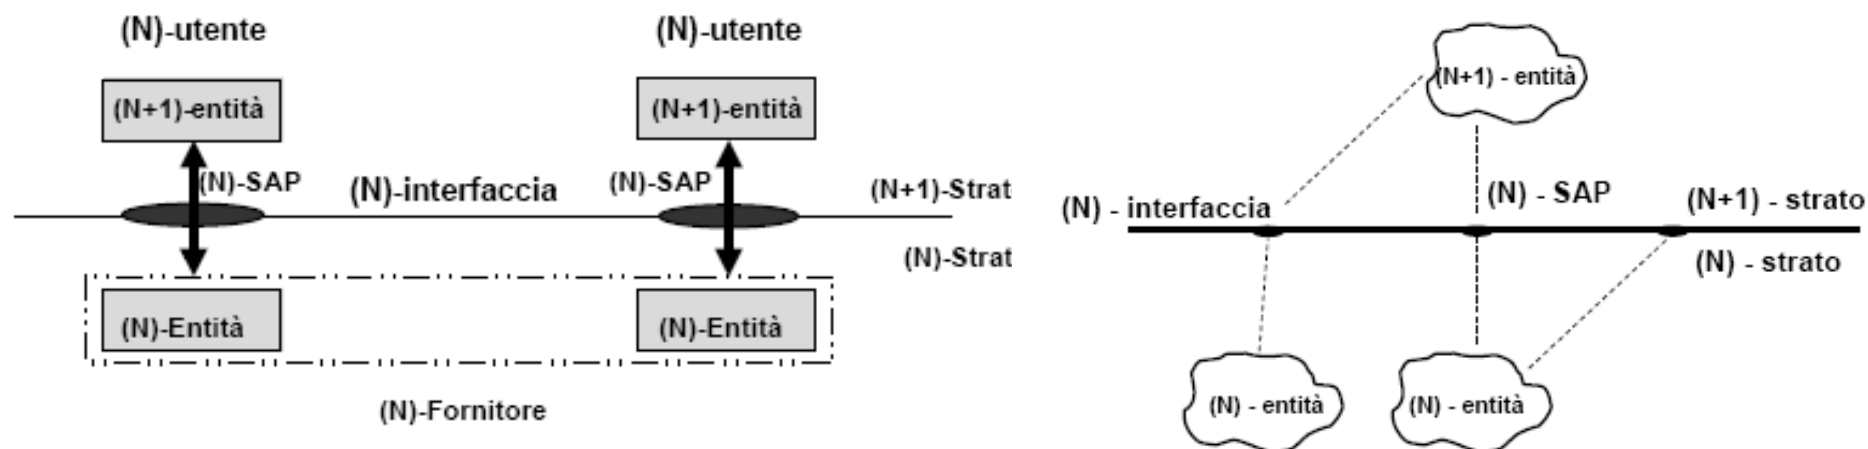 (N)-utente
(N)-utente
(N+1)-entità
(N+1)-entità
(N)-SAP
(N)-interfaccia
(N)-SAP
(N+1)-Strat
(N)-Strat
(N)-Entità
(N)-Entità
(N)-Fornitore
(N+1) - entità
(N) - interfaccia
(N) - SAP
(N+1) - strato
(N) - strato
(N) - entità
(N) - entità